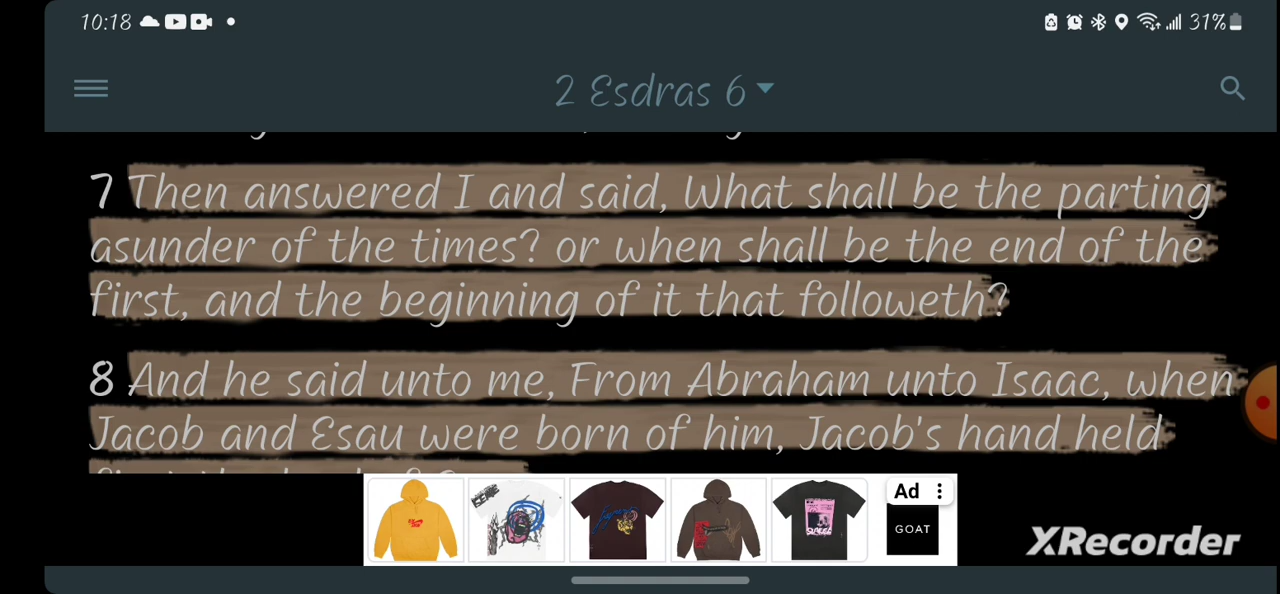 10:18 31%
2 Esdras 6
7 Then answered I and said, What shall be the parting
asunder of the times? or when shall be the end of the
first, and the beginning of it that followeth?
8 And he said unto me, From Abraham unto Isaac, when
Jacob and Esau were born of him, Jacob's hand held
Ad
GOAT
XRecorder